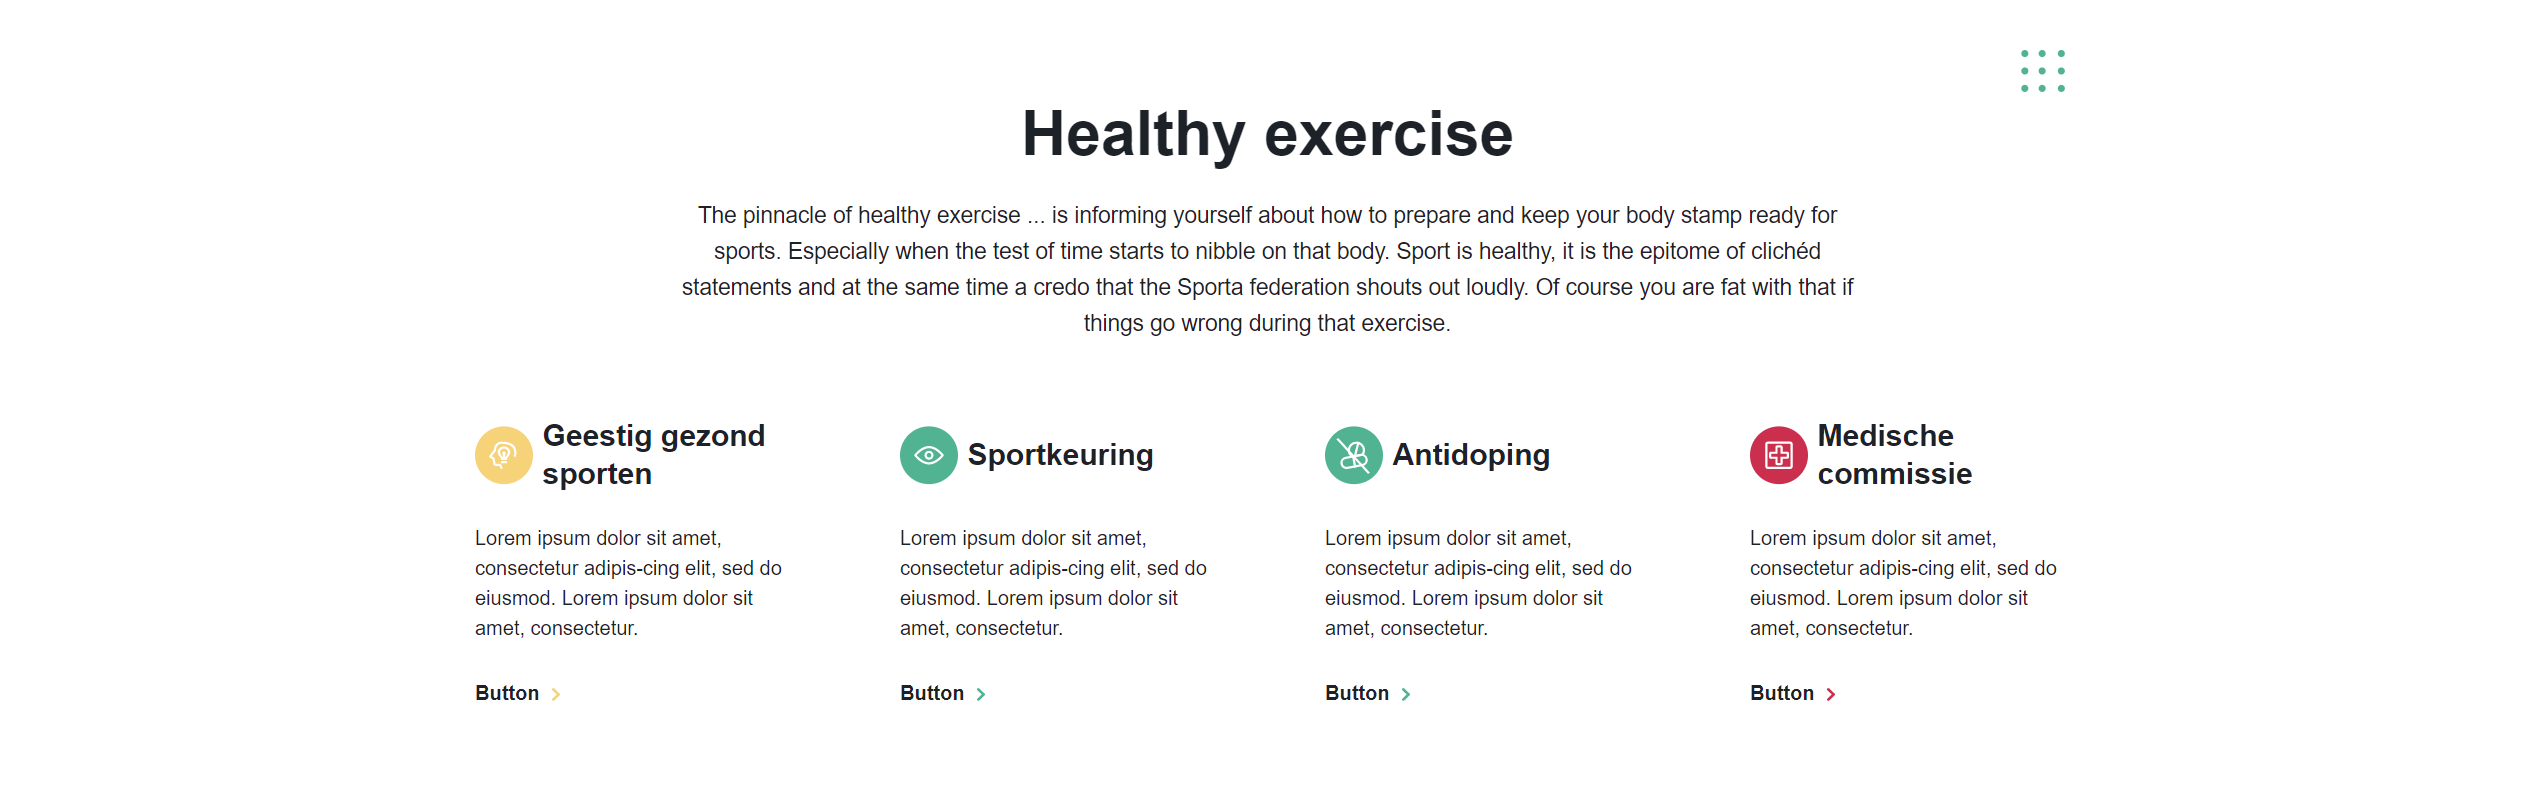 Healthy exercise
The pinnacle of healthy exercise ... is informing yourself about how to prepare and keep your body stamp ready for
sports. Especially when the test of time starts to nibble on that body. Sport is healthy, it is the epitome of clichéd
statements and at the same time a credo that the Sporta federation shouts out loudly. Of course you are fat with that if
things go wrong during that exercise.
Geestig gezond
sporten
Lorem ipsum dolor sit amet,
consectetur adipis-cing elit, sed do
eiusmod. Lorem ipsum dolor sit
amet, consectetur.
Button
Sportkeuring
Lorem ipsum dolor sit amet,
consectetur adipis-cing elit, sed do
eiusmod. Lorem ipsum dolor sit
amet, consectetur.
Button
Antidoping
Lorem ipsum dolor sit amet,
consectetur adipis-cing elit, sed do
eiusmod. Lorem ipsum dolor sit
amet, consectetur.
Button
Medische
commissie
Lorem ipsum dolor sit amet,
consectetur adipis-cing elit, sed do
eiusmod. Lorem ipsum dolor sit
amet, consectetur.
Button